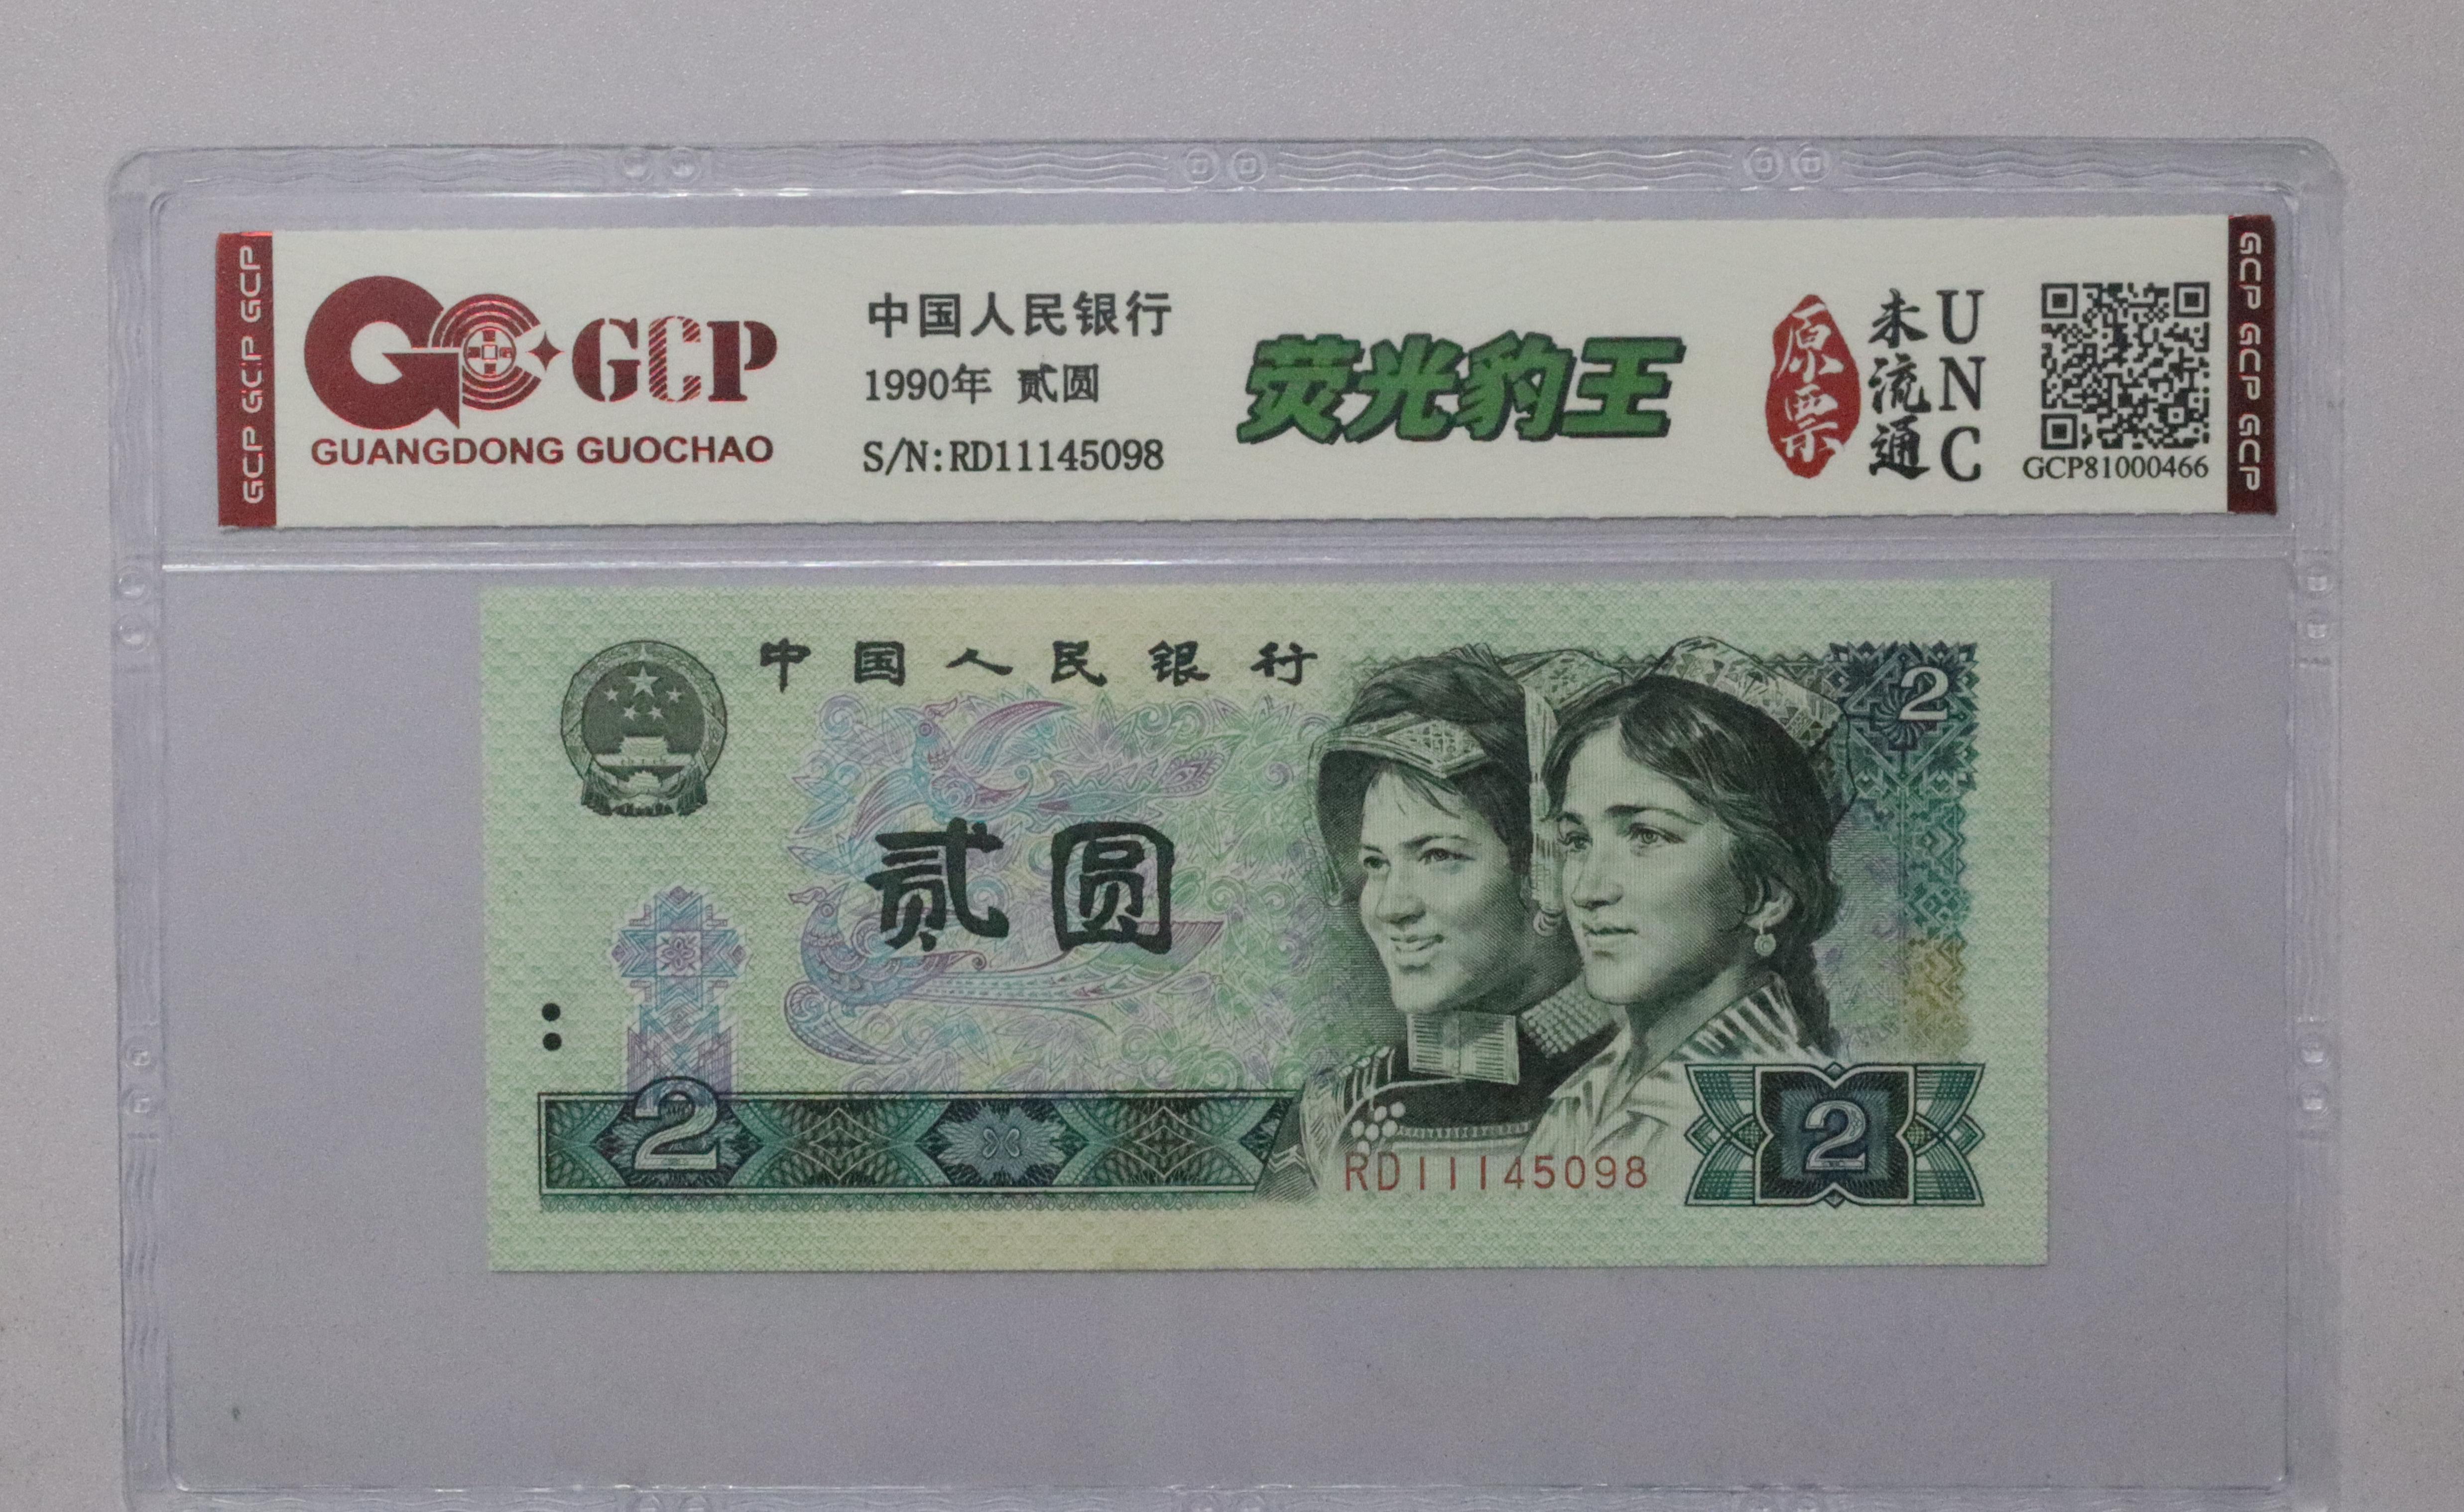 GCP GCP GCP
GCP
GUANGDONG GUOCHAO
中国人民银行
1990年 贰圆
S/N:RD11145098
荧光豹王
原票
未流通
UNC
GCP81000466
GCP GCP GCP
中国人民银行
2
贰圆
2
RD11145098
2